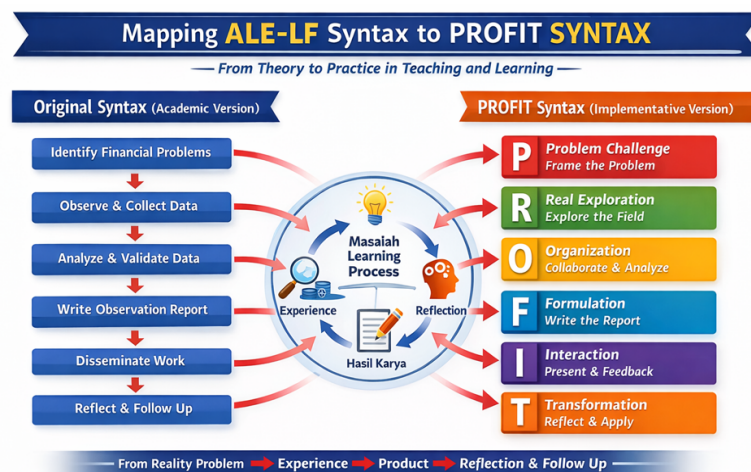 Mapping ALE-LF Syntax to PROFIT SYNTAX
From Theory to Practice in Teaching and Learning
Original Syntax (Academic Version)
Identify Financial Problems
Observe & Collect Data
Analyze & Validate Data
Write Observation Report
Disseminate Work
Reflect & Follow Up
Masalah
Learning
Process
Experience
Reflection
Hasil Karya
PROFIT Syntax (Implementative Version)
P Problem Challenge
Frame the Problem
R Real Exploration
Explore the Field
O Organization
Collaborate & Analyze
F Formulation
Write the Report
I Interaction
Present & Feedback
T Transformation
Reflect & Apply
From Reality Problem Experience Product Reflection & Follow Up